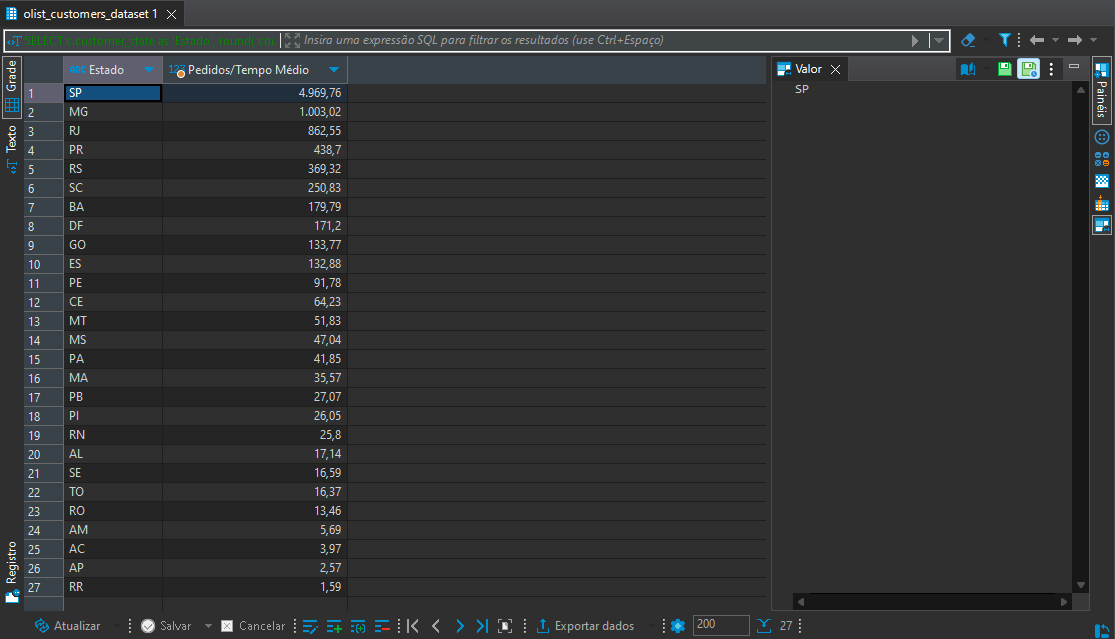 olist_customers_dataset 1
SELECT c.customer_state as 'Estado', round( cou
Insira uma expressão SQL para filtrar os resultados (use Ctrl+Espaço)
Grade
Texto
Registro
Estado
123 Pedidos/Tempo Médio
1 SP 4.969,76
2 MG 1.003,02
3 RJ 862,55
4 PR 438,7
5 RS 369,32
6 SC 250,83
7 BA 179,79
8 DF 171,2
9 GO 133,77
10 ES 132,88
11 PE 91,78
12 CE 64,23
13 MT 51,83
14 MS 47,04
15 PA 41,85
16 MA 35,57
17 PB 27,07
18 PI 26,05
19 RN 25,8
20 AL 17,14
21 SE 16,59
22 TO 16,37
23 RO 13,46
24 AM 5,69
25 AC 3,97
26 AP 2,57
27 RR 1,59
Valor
SP
Painéis
Atualizar
Salvar
Cancelar
Exportar dados
200
27